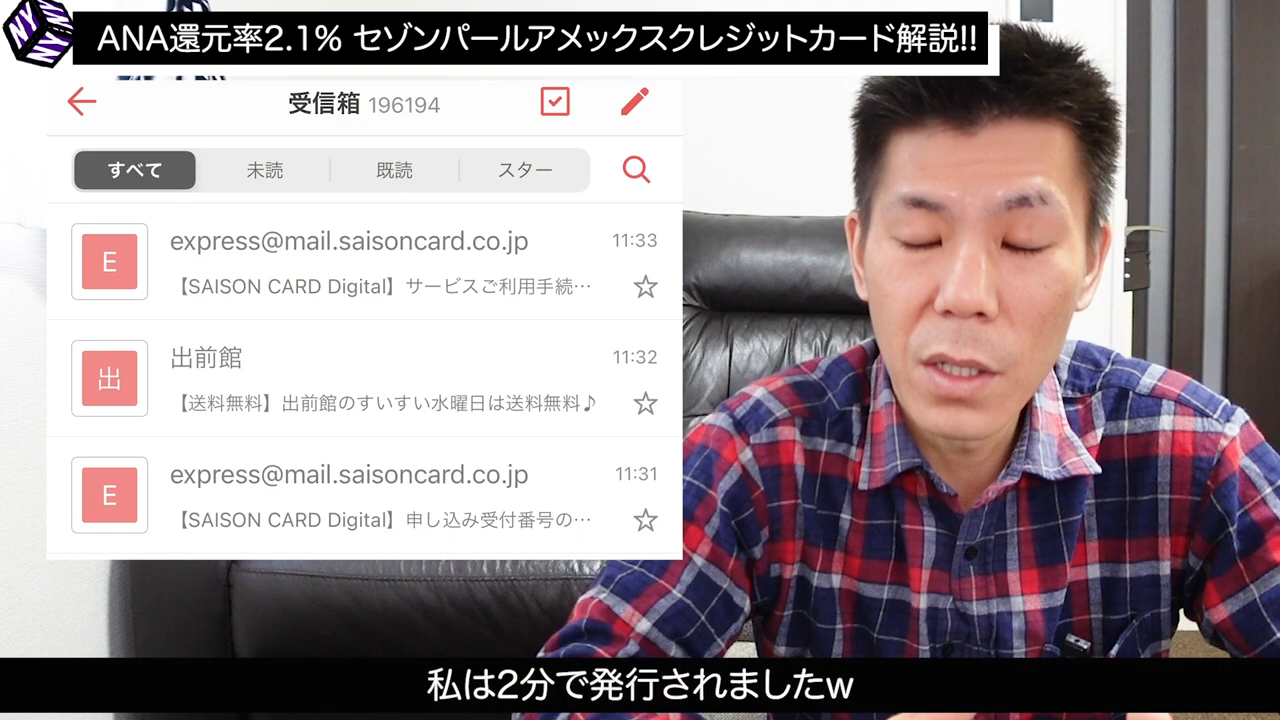 NY
NY
NY
ANA還元率2.1% セゾンパールアメックスクレジットカード解説!!
受信箱 196194
すべて
未読
既読
スター
E
express@mail.saisoncard.co.jp
11:33
【SAISON CARD Digital】サービスご利用手続…
出
出前館
11:32
【送料無料】出前館のすいすい水曜日は送料無料♪
E
express@mail.saisoncard.co.jp
11:31
【SAISON CARD Digital】申し込み受付番号の…
私は2分で発行されましたw